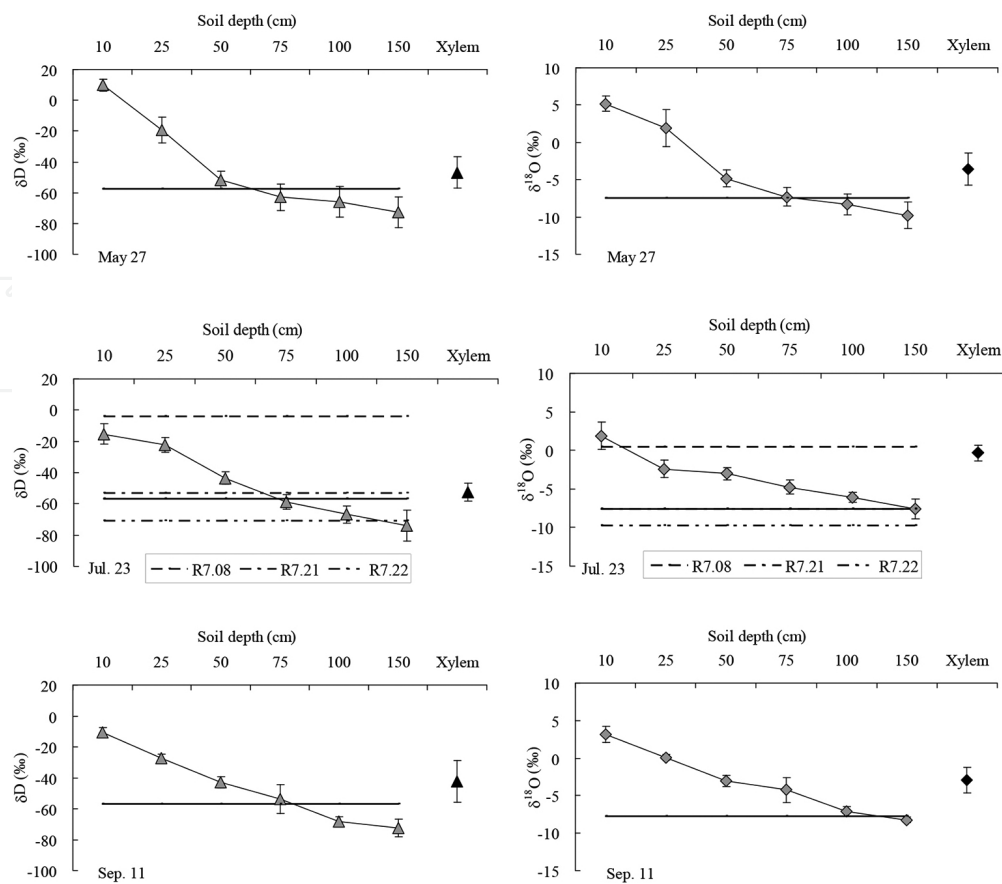 Soil depth (cm)
10 25 50 75 100 150 Xylem
20
0
-20
-40
-60
-80
-100
δD (‰)
May 27
Soil depth (cm)
10 25 50 75 100 150 Xylem
10
5
0
-5
-10
-15
δ18O (‰)
May 27
Soil depth (cm)
10 25 50 75 100 150 Xylem
20
0
-20
-40
-60
-80
-100
δD (‰)
Jul. 23
R7.08 R7.21 R7.22
Soil depth (cm)
10 25 50 75 100 150 Xylem
10
5
0
-5
-10
-15
δ18O (‰)
Jul. 23
R7.08 R7.21 R7.22
Soil depth (cm)
10 25 50 75 100 150 Xylem
20
0
-20
-40
-60
-80
-100
δD (‰)
Sep. 11
Soil depth (cm)
10 25 50 75 100 150 Xylem
10
5
0
-5
-10
-15
δ18O (‰)
Sep. 11